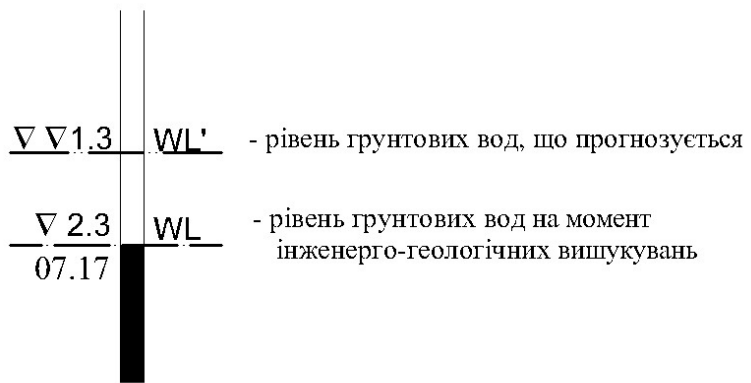 ∇ ∇1.3 WL' - рівень грунтових вод, що прогнозується
∇ 2.3 WL - рівень грунтових вод на момент
07.17 інженерго-геологічних вишукувань